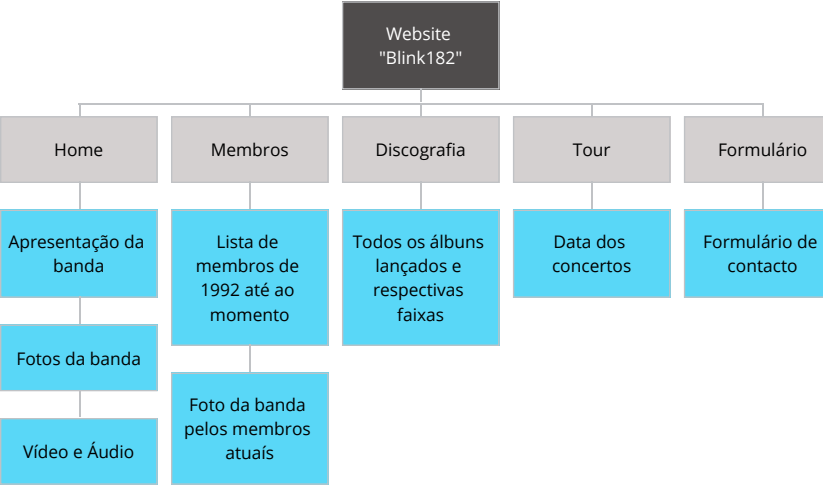 Website
"Blink182"
Home
Membros
Discografia
Tour
Formulário
Apresentação da
banda
Fotos da banda
Vídeo e Áudio
Lista de
membros de
1992 até ao
momento
Foto da banda
pelos membros
atuaís
Todos os álbuns
lançados e
respectivas
faixas
Data dos
concertos
Formulário de
contacto